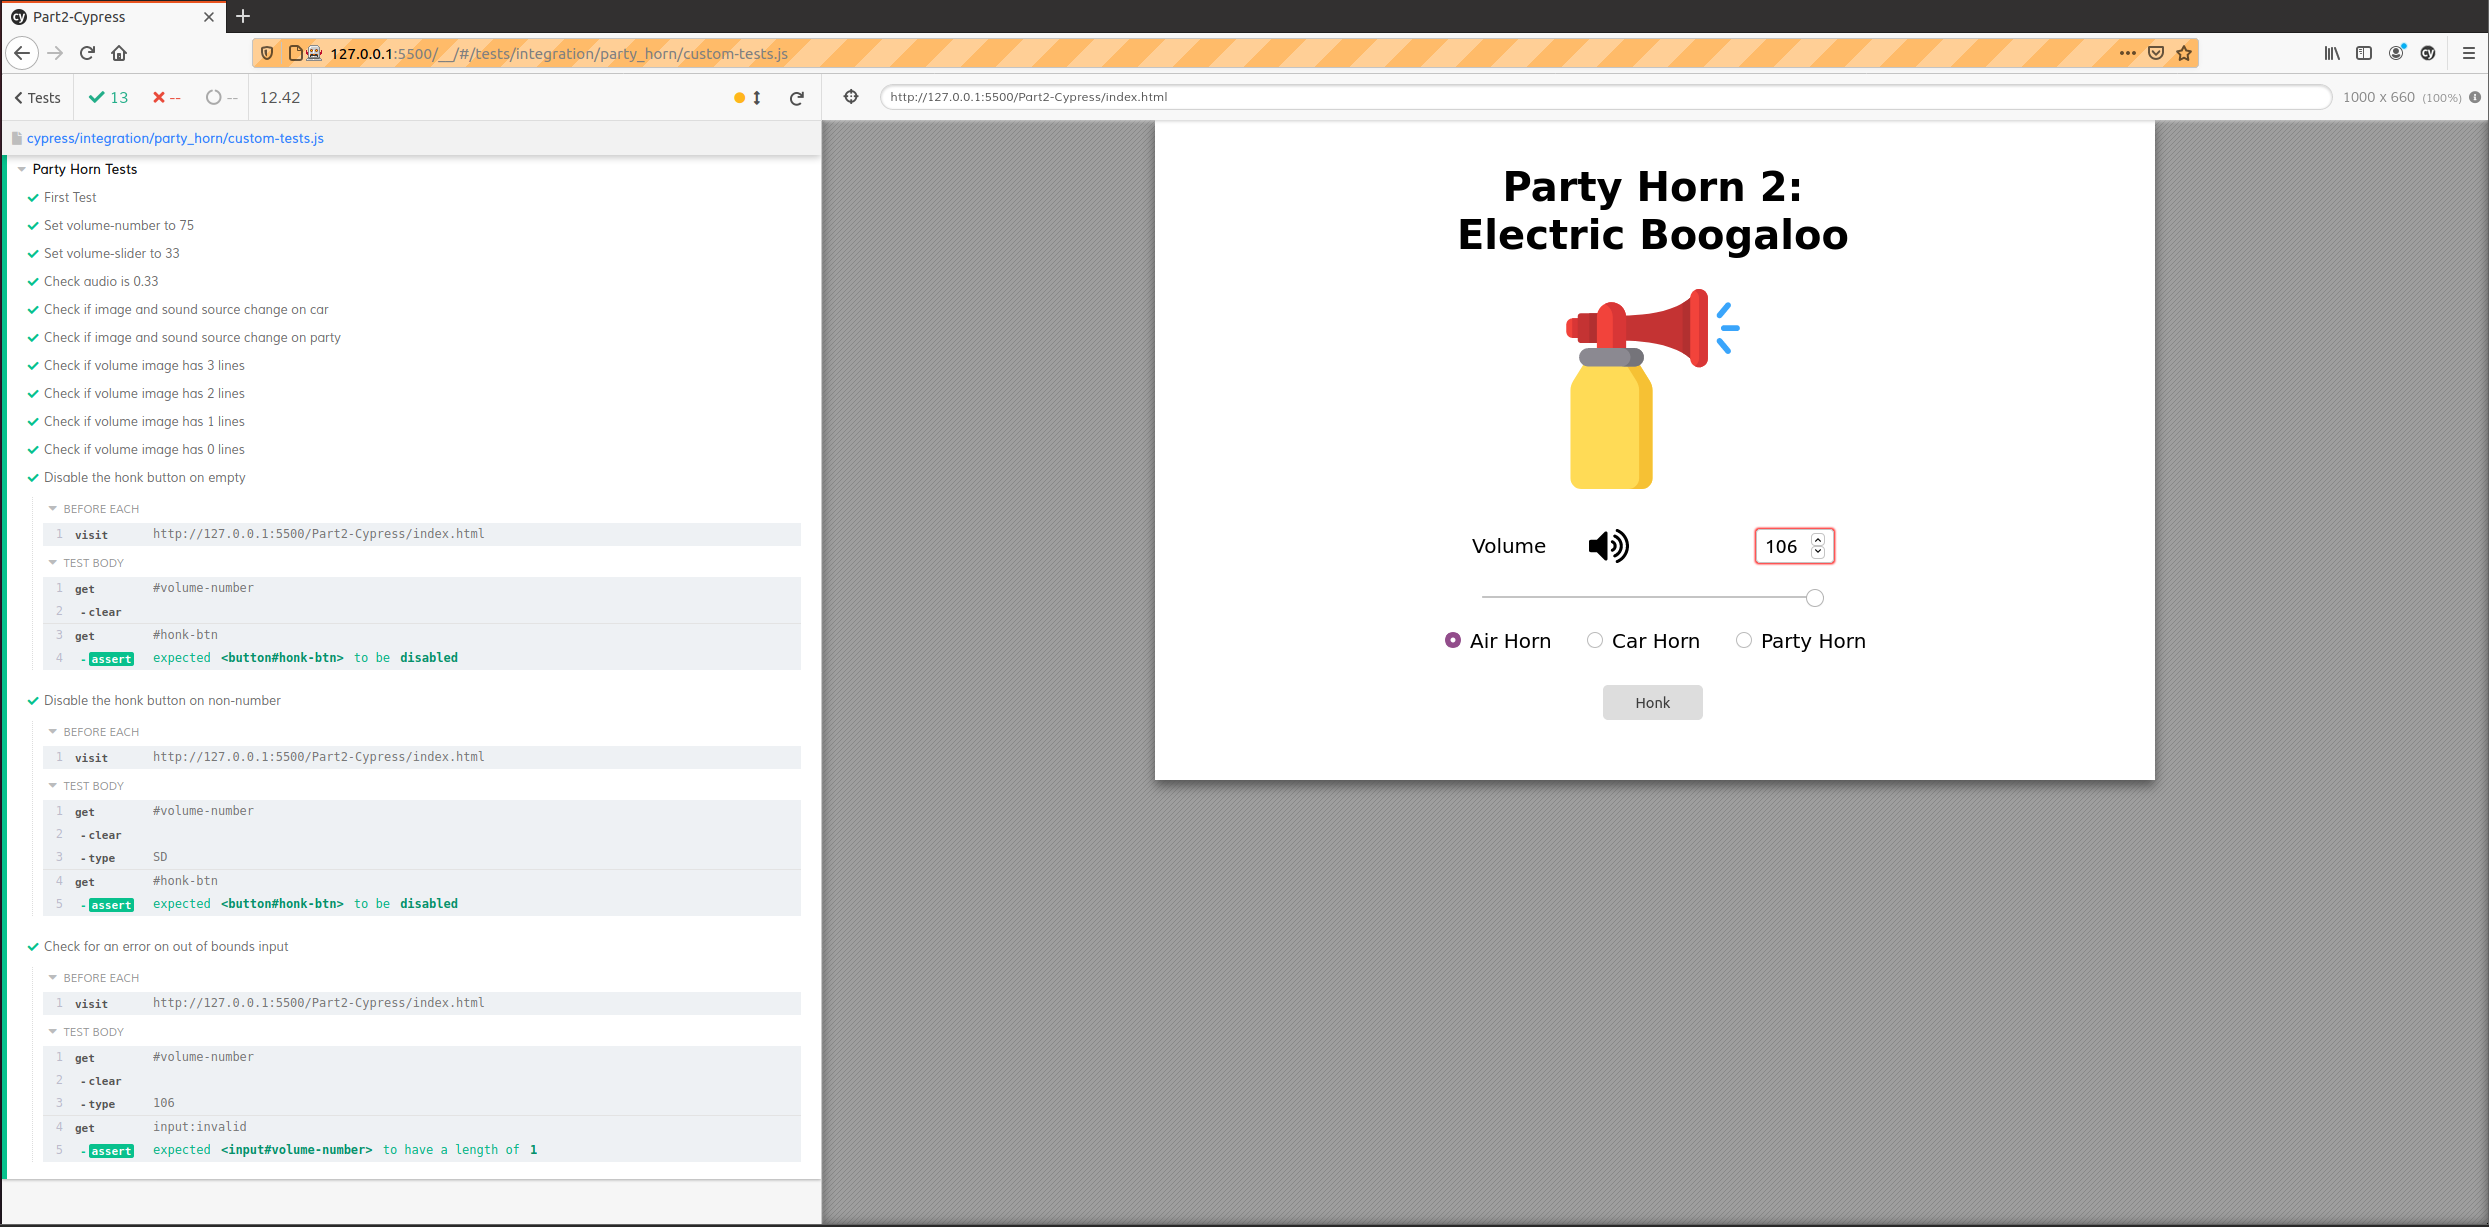 Part2-Cypress
127.0.0.1:5500/__/#/tests/integration/party_horn/custom-tests.js
Tests 13 -- -- 12.42
http://127.0.0.1:5500/Part2-Cypress/index.html
1000 x 660 (100%)
cypress/integration/party_horn/custom-tests.js
Party Horn Tests
First Test
Set volume-number to 75
Set volume-slider to 33
Check audio is 0.33
Check if image and sound source change on car
Check if image and sound source change on party
Check if volume image has 3 lines
Check if volume image has 2 lines
Check if volume image has 1 lines
Check if volume image has 0 lines
Disable the honk button on empty
BEFORE EACH
1 visit http://127.0.0.1:5500/Part2-Cypress/index.html
TEST BODY
1 get #volume-number
2 -clear
3 get #honk-btn
4 -assert expected <button#honk-btn> to be disabled
Disable the honk button on non-number
BEFORE EACH
1 visit http://127.0.0.1:5500/Part2-Cypress/index.html
TEST BODY
1 get #volume-number
2 -clear
3 -type SD
4 get #honk-btn
5 -assert expected <button#honk-btn> to be disabled
Check for an error on out of bounds input
BEFORE EACH
1 visit http://127.0.0.1:5500/Part2-Cypress/index.html
TEST BODY
1 get #volume-number
2 -clear
3 -type 106
4 get input:invalid
5 -assert expected <input#volume-number> to have a length of 1
Party Horn 2:
Electric Boogaloo
Volume 106
Air Horn Car Horn Party Horn
Honk